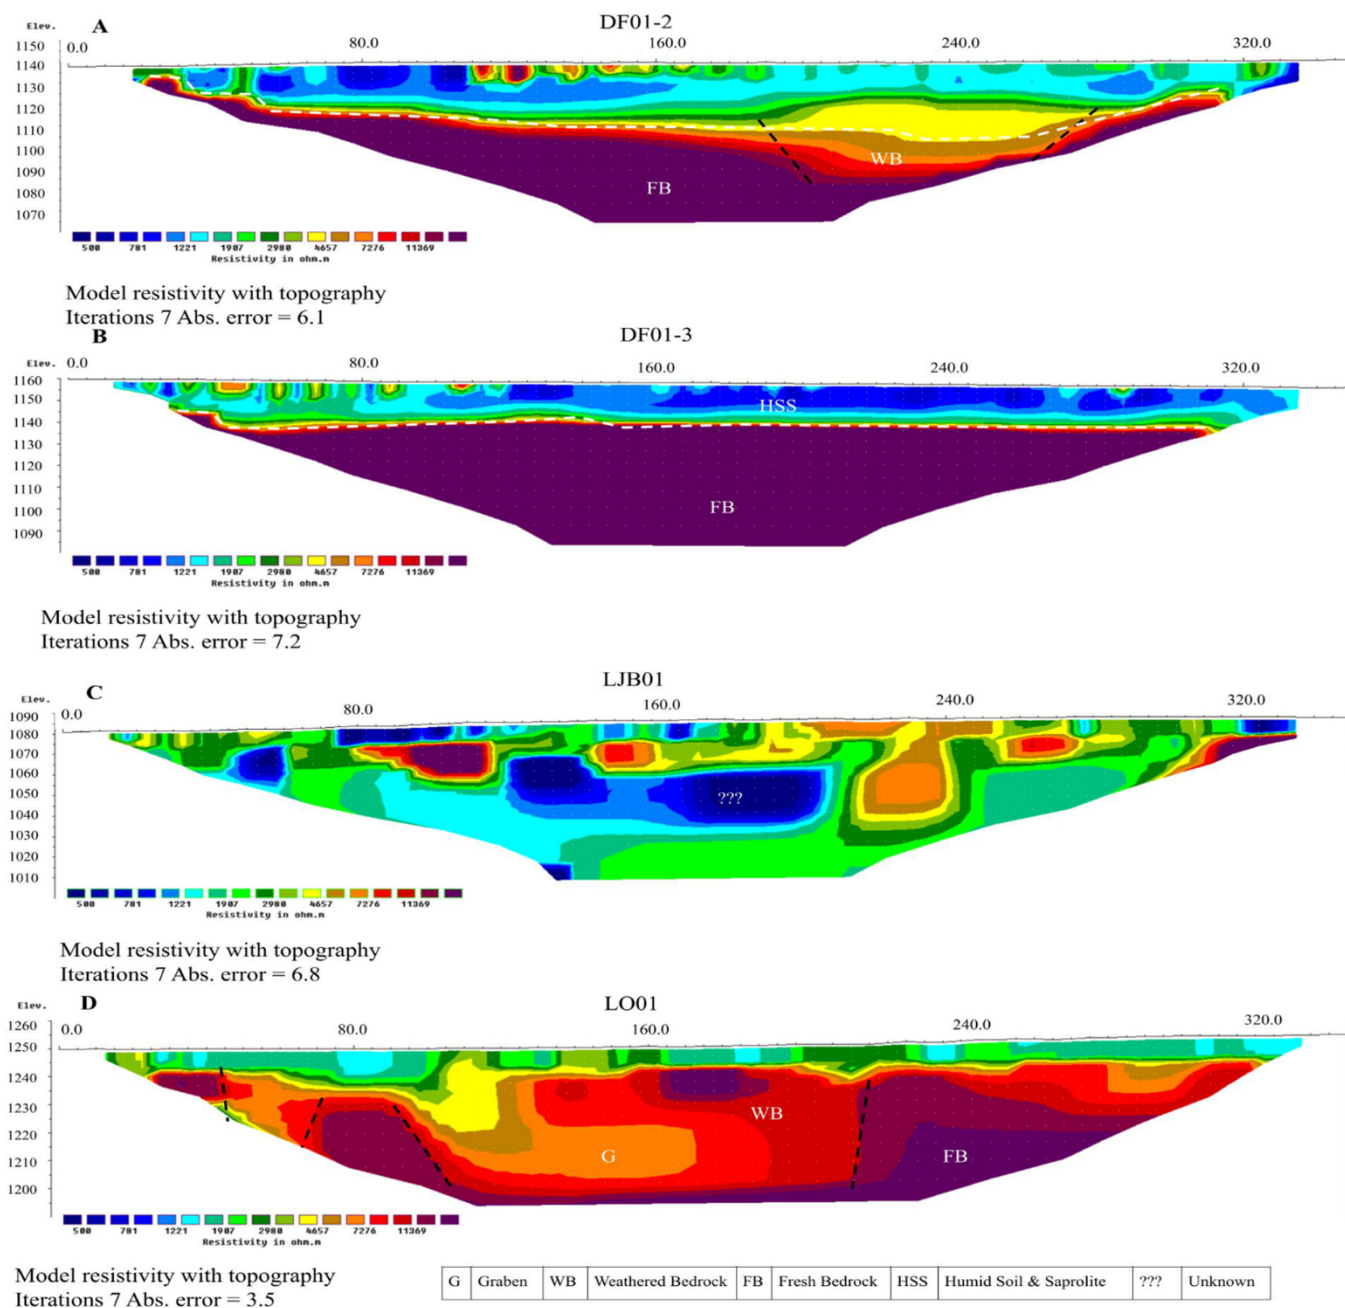 A DF01-2
Elev.
0.0 80.0 160.0 240.0 320.0
1150
1140
1130
1120
1110
1100
1090
1080
1070
WB
FB
500 781 1221 1907 2980 4657 7276 11369
Resistivity in ohm.m
Model resistivity with topography
Iterations 7 Abs. error = 6.1
B DF01-3
Elev.
0.0 80.0 160.0 240.0 320.0
1160
1150
1140
1130
1120
1110
1100
1090
HSS
FB
500 781 1221 1907 2980 4657 7276 11369
Resistivity in ohm.m
Model resistivity with topography
Iterations 7 Abs. error = 7.2
C LJB01
Elev.
0.0 80.0 160.0 240.0 320.0
1090
1080
1070
1060
1050
1040
1030
1020
1010
???
500 781 1221 1907 2980 4657 7276 11369
Resistivity in ohm.m
Model resistivity with topography
Iterations 7 Abs. error = 6.8
D LO01
Elev.
0.0 80.0 160.0 240.0 320.0
1260
1250
1240
1230
1220
1210
1200
WB
G FB
500 781 1221 1907 2980 4657 7276 11369
Resistivity in ohm.m
Model resistivity with topography
Iterations 7 Abs. error = 3.5
G Graben WB Weathered Bedrock FB Fresh Bedrock HSS Humid Soil & Saprolite ??? Unknown